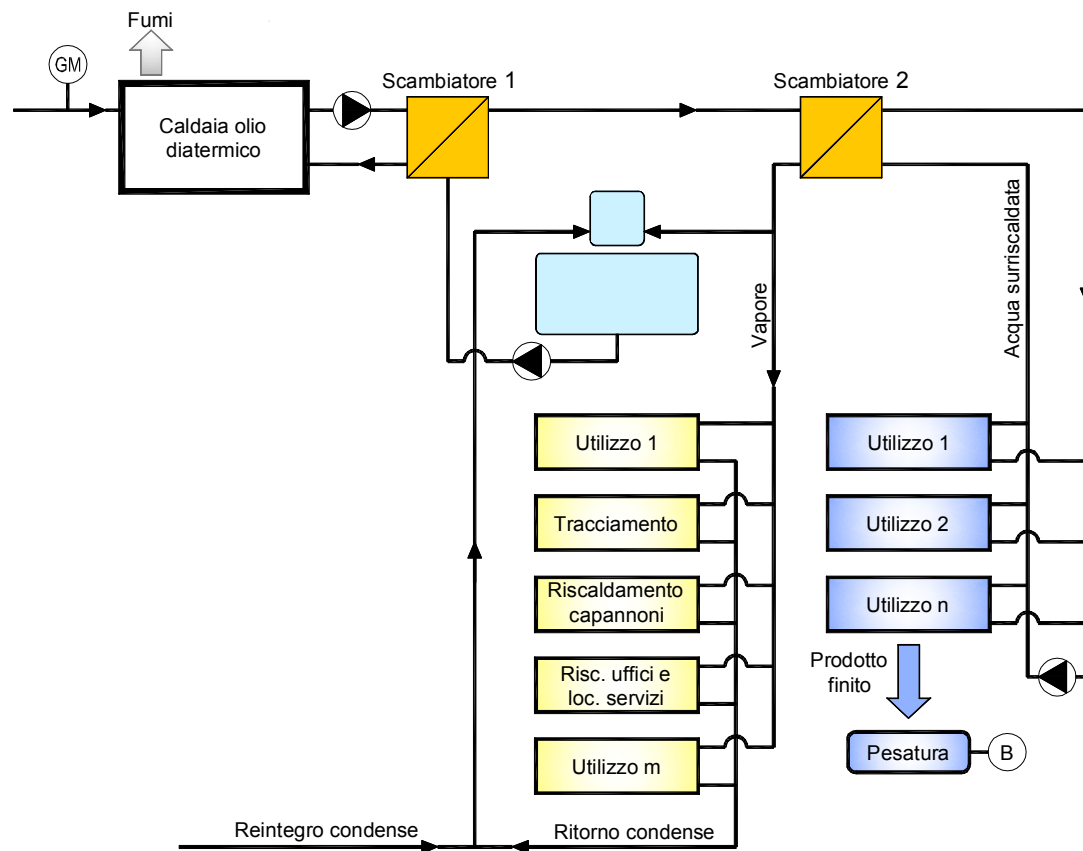 Fumi
GM
Scambiatore 1
Scambiatore 2
Caldaia olio
diatermico
Vapore
Acqua surriscaldata
Utilizzo 1
Utilizzo 1
Tracciamento
Utilizzo 2
Riscaldamento
capannoni
Utilizzo n
Prodotto
finito
Risc. uffici e
loc. servizi
Utilizzo m
Pesatura
B
Reintegro condense
Ritorno condense